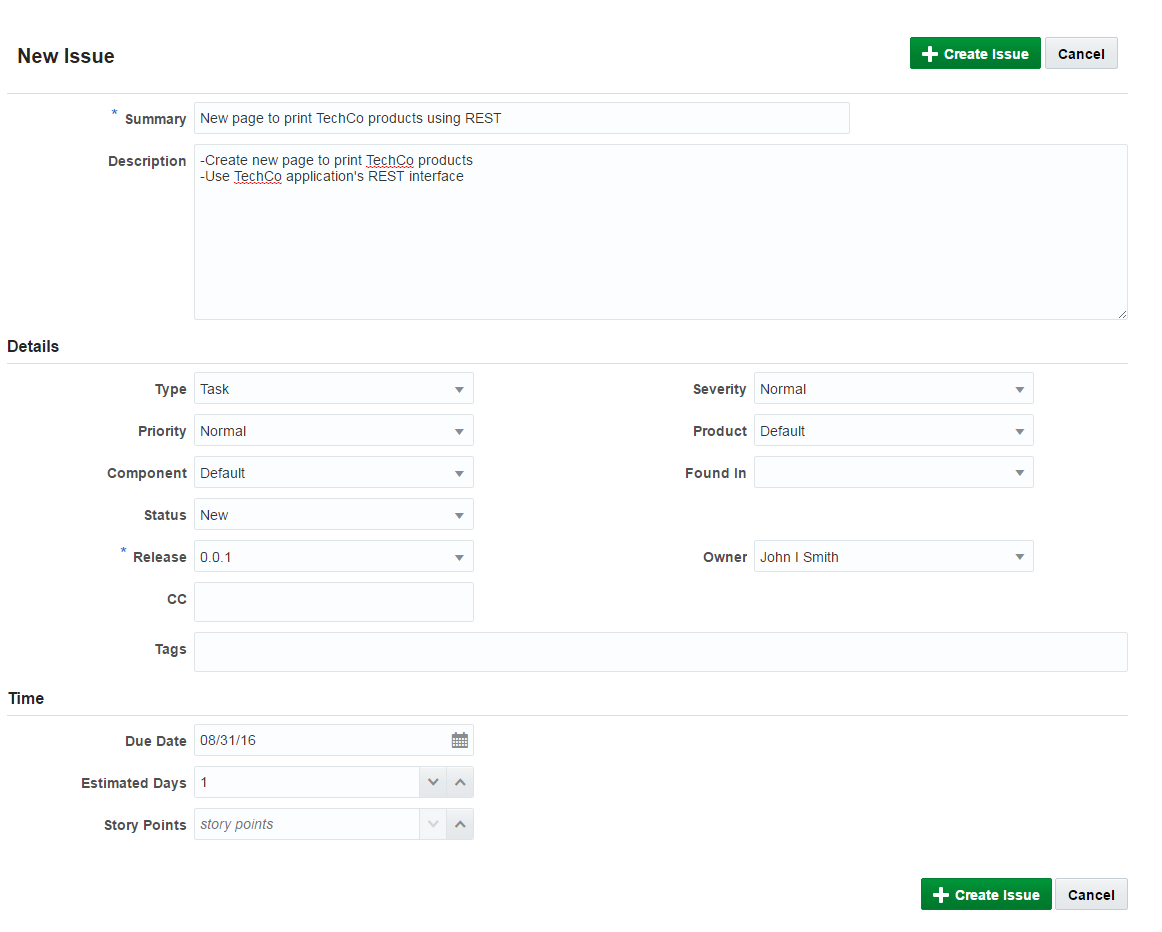 New Issue
Create Issue Cancel
* Summary New page to print TechCo products using REST
Description -Create new page to print TechCo products
-Use TechCo application's REST interface
Details
Type Task Severity Normal
Priority Normal Product Default
Component Default Found In
Status New
* Release 0.0.1 Owner John I Smith
CC
Tags
Time
Due Date 08/31/16
Estimated Days 1
Story Points story points
Create Issue Cancel